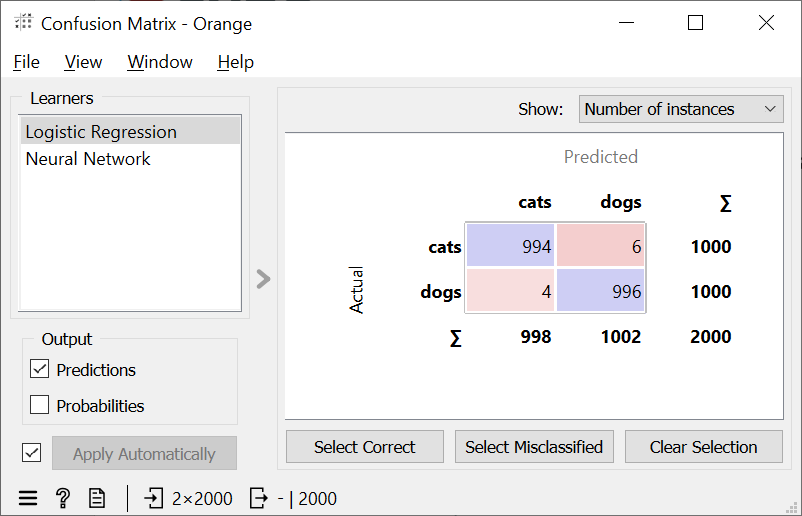 Confusion Matrix - Orange
File View Window Help
Learners
Logistic Regression
Neural Network
Output
Predictions
Probabilities
Apply Automatically
Show: Number of instances
Predicted
cats dogs ∑
Actual
cats 994 6 1000
dogs 4 996 1000
∑ 998 1002 2000
Select Correct Select Misclassified Clear Selection
? 2×2000 - | 2000